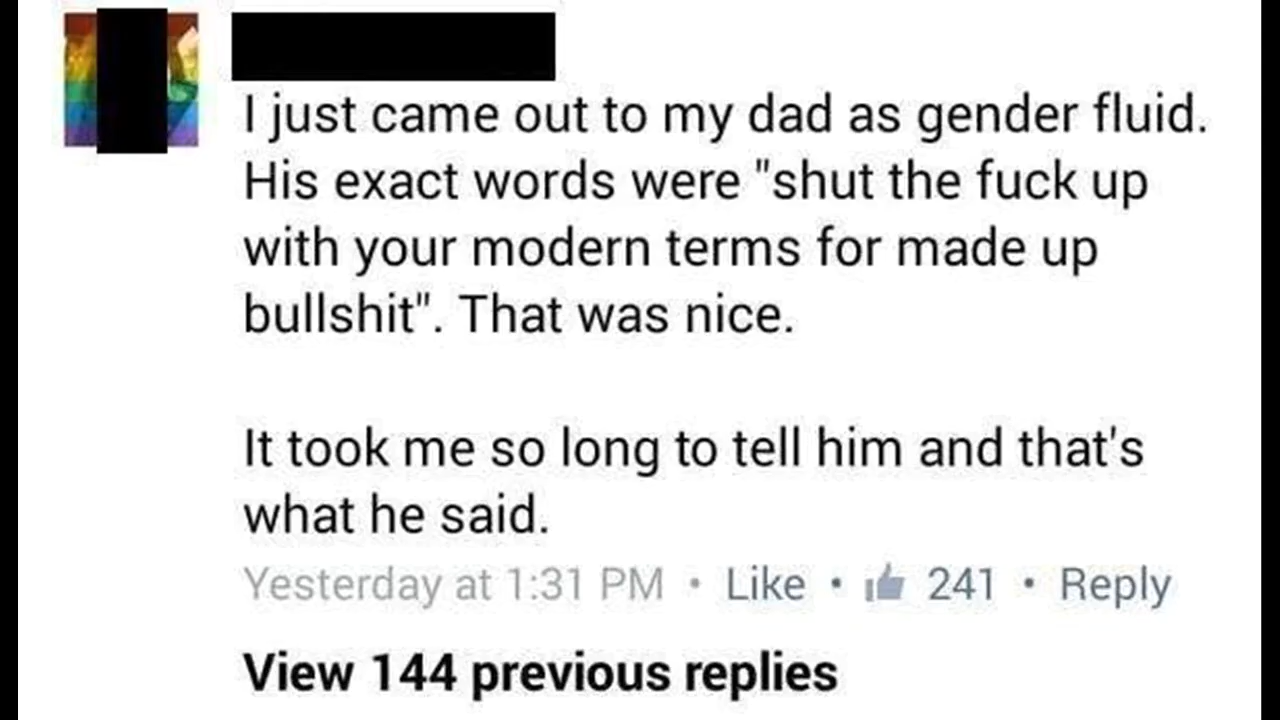 I just came out to my dad as gender fluid.
His exact words were "shut the fuck up
with your modern terms for made up
bullshit". That was nice.
It took me so long to tell him and that's
what he said.
Yesterday at 1:31 PM • Like • 241 • Reply
View 144 previous replies